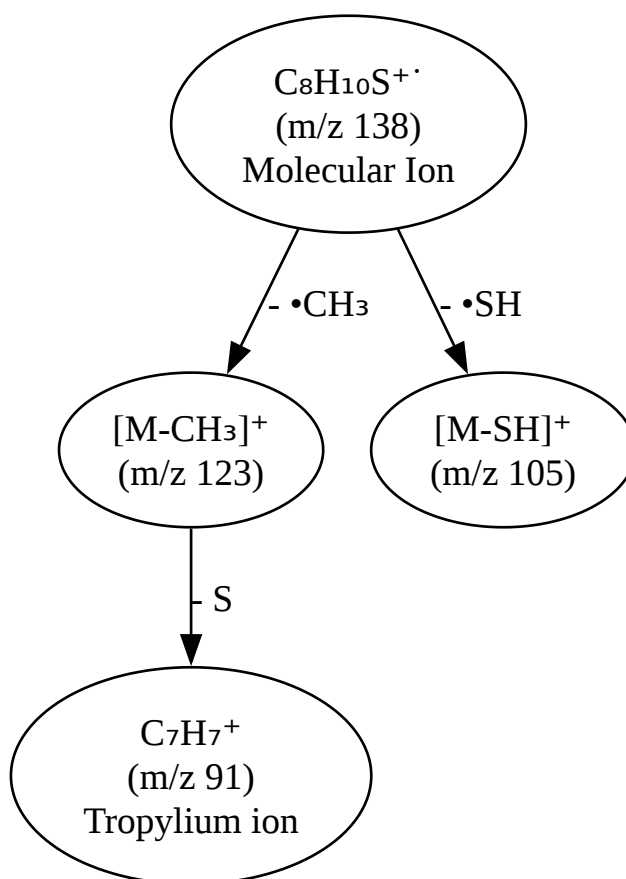 C₈H₁₀S⁺˙
(m/z 138)
Molecular Ion
- •CH₃
- •SH
[M-CH₃]⁺
(m/z 123)
[M-SH]⁺
(m/z 105)
- S
C₇H₇⁺
(m/z 91)
Tropylium ion